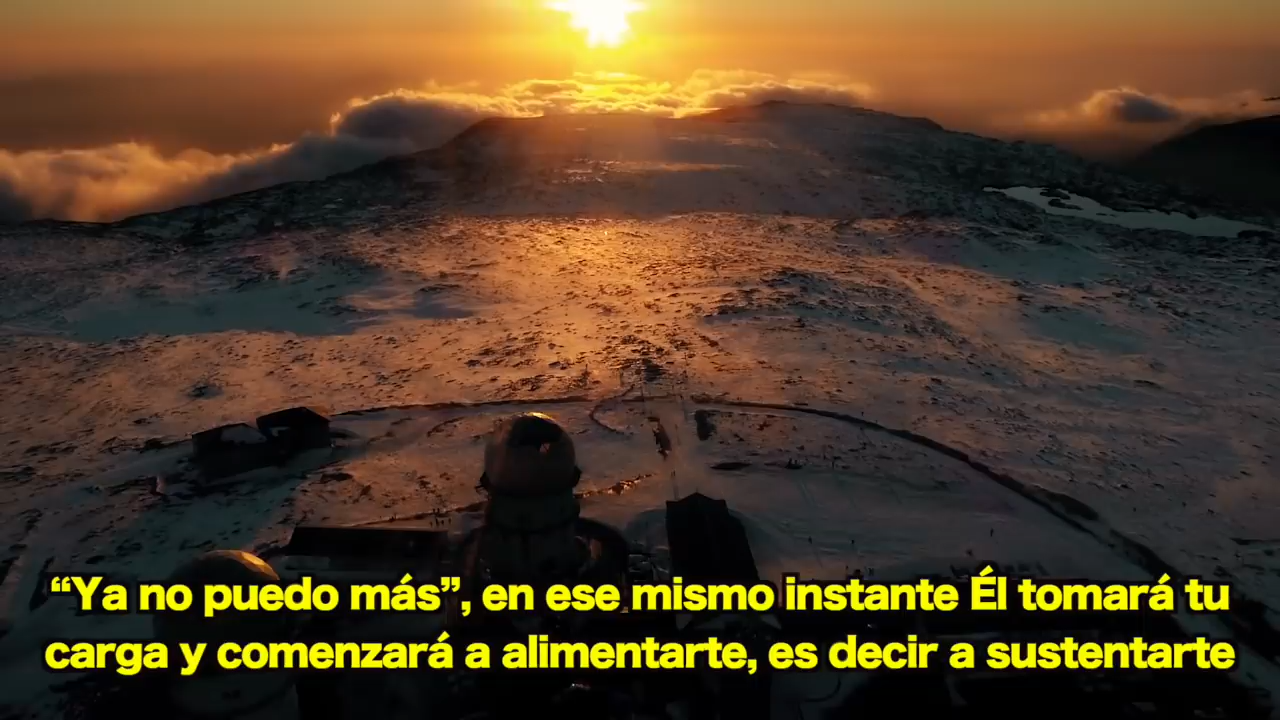 “Ya no puedo más”, en ese mismo instante Él tomará tu
carga y comenzará a alimentarte, es decir a sustentarte